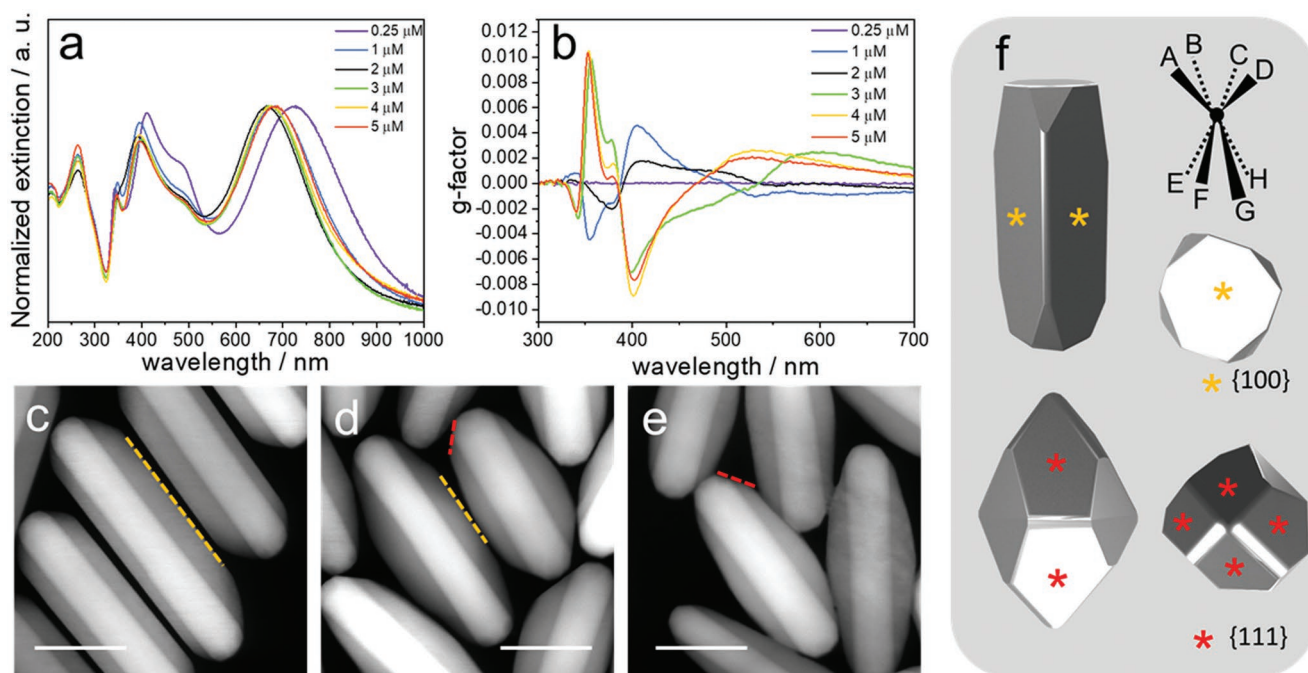 a
Normalized extinction / a. u.
0.25 μM
1 μM
2 μM
3 μM
4 μM
5 μM
200 300 400 500 600 700 800 900 1000
wavelength / nm
b
g-factor
0.25 μM
1 μM
2 μM
3 μM
4 μM
5 μM
0.010
0.008
0.006
0.004
0.002
0.000
-0.002
-0.004
-0.006
-0.008
-0.010
300 400 500 600 700
wavelength / nm
c
d
e
f
A
B
C
D
E
F
G
H
* *
*
* {100}
*
*
*
* *
*
* {111}